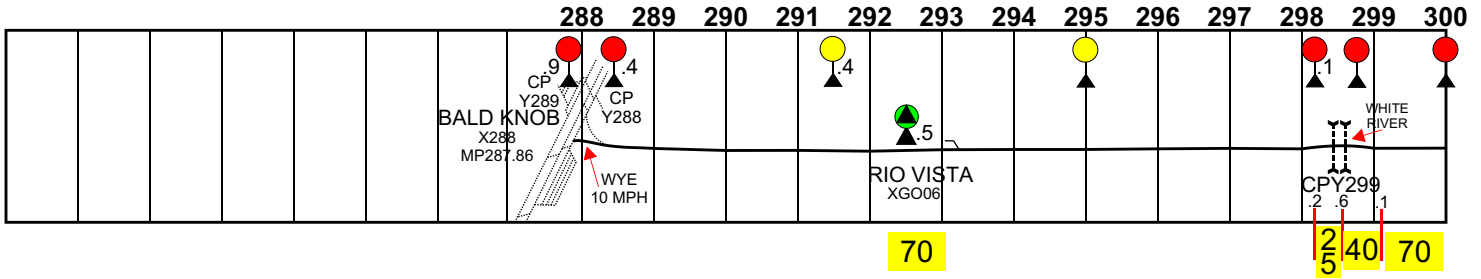 288 289 290 291 292 293 294 295 296 297 298 299 300
.9 .4 .4 .1
CP
Y289
CP
Y288
BALD KNOB
X288
MP287.86
WYE
10 MPH
.5
RIO VISTA
XGO06
WHITE
RIVER
CPY299
.2 .6 .1
70 25 40 70